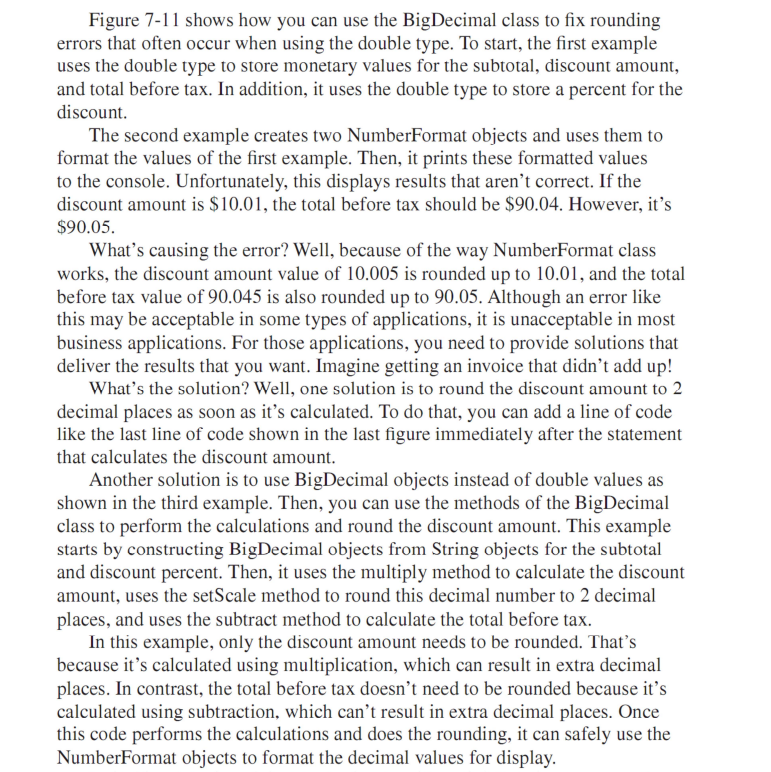 Figure 7-11 shows how you can use the BigDecimal class to fix rounding
errors that often occur when using the double type. To start, the first example
uses the double type to store monetary values for the subtotal, discount amount,
and total before tax. In addition, it uses the double type to store a percent for the
discount.
The second example creates two NumberFormat objects and uses them to
format the values of the first example. Then, it prints these formatted values
to the console. Unfortunately, this displays results that aren't correct. If the
discount amount is $10.01, the total before tax should be $90.04. However, it's
$90.05.
What's causing the error? Well, because of the way NumberFormat class
works, the discount amount value of 10.005 is rounded up to 10.01, and the total
before tax value of 90.045 is also rounded up to 90.05. Although an error like
this may be acceptable in some types of applications, it is unacceptable in most
business applications. For those applications, you need to provide solutions that
deliver the results that you want. Imagine getting an invoice that didn't add up!
What's the solution? Well, one solution is to round the discount amount to 2
decimal places as soon as it's calculated. To do that, you can add a line of code
like the last line of code shown in the last figure immediately after the statement
that calculates the discount amount.
Another solution is to use BigDecimal objects instead of double values as
shown in the third example. Then, you can use the methods of the BigDecimal
class to perform the calculations and round the discount amount. This example
starts by constructing BigDecimal objects from String objects for the subtotal
and discount percent. Then, it uses the multiply method to calculate the discount
amount, uses the setScale method to round this decimal number to 2 decimal
places, and uses the subtract method to calculate the total before tax.
In this example, only the discount amount needs to be rounded. That's
because it's calculated using multiplication, which can result in extra decimal
places. In contrast, the total before tax doesn't need to be rounded because it's
calculated using subtraction, which can't result in extra decimal places. Once
this code performs the calculations and does the rounding, it can safely use the
NumberFormat objects to format the decimal values for display.